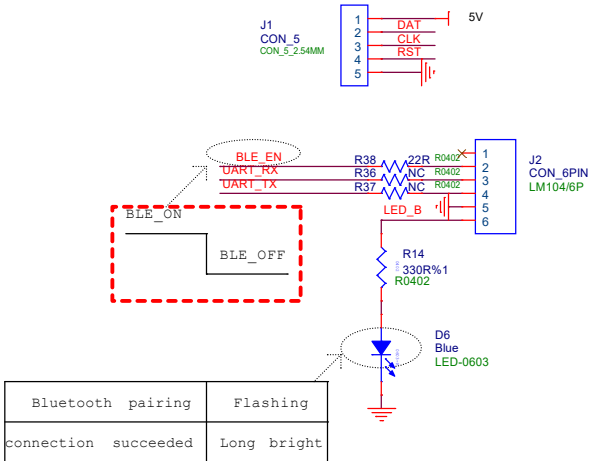 J1
CON_5
CON_5_2.54MM
1
2
3
4
5
5V
DAT
CLK
RST
BLE_EN
UART_RX
UART_TX
R38 22R R0402
R36 NC R0402
R37 NC R0402
LED_B
1
2
3
4
5
6
J2
CON_6PIN
LM104/6P
BLE_ON
BLE_OFF
R14
330R%1
R0402
D6
Blue
LED-0603
Bluetooth pairing Flashing
connection succeeded Long bright